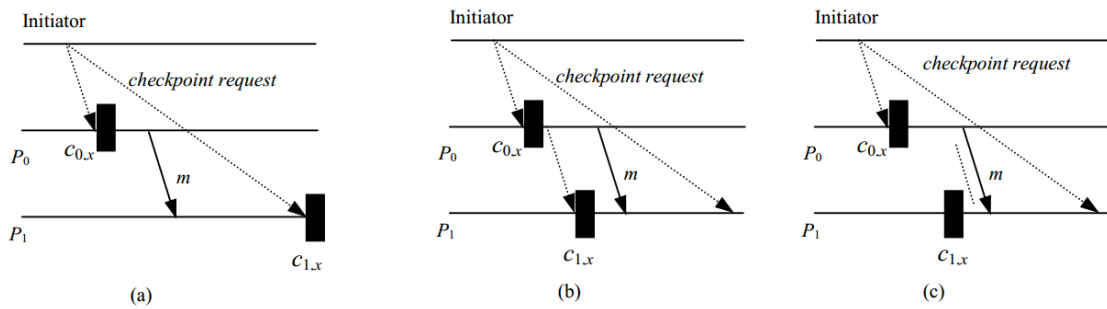 Initiator
checkpoint request
P0
c0,x
m
P1
c1,x
(a)
Initiator
checkpoint request
P0
c0,x
m
P1
c1,x
(b)
Initiator
checkpoint request
P0
c0,x
m
P1
c1,x
(c)